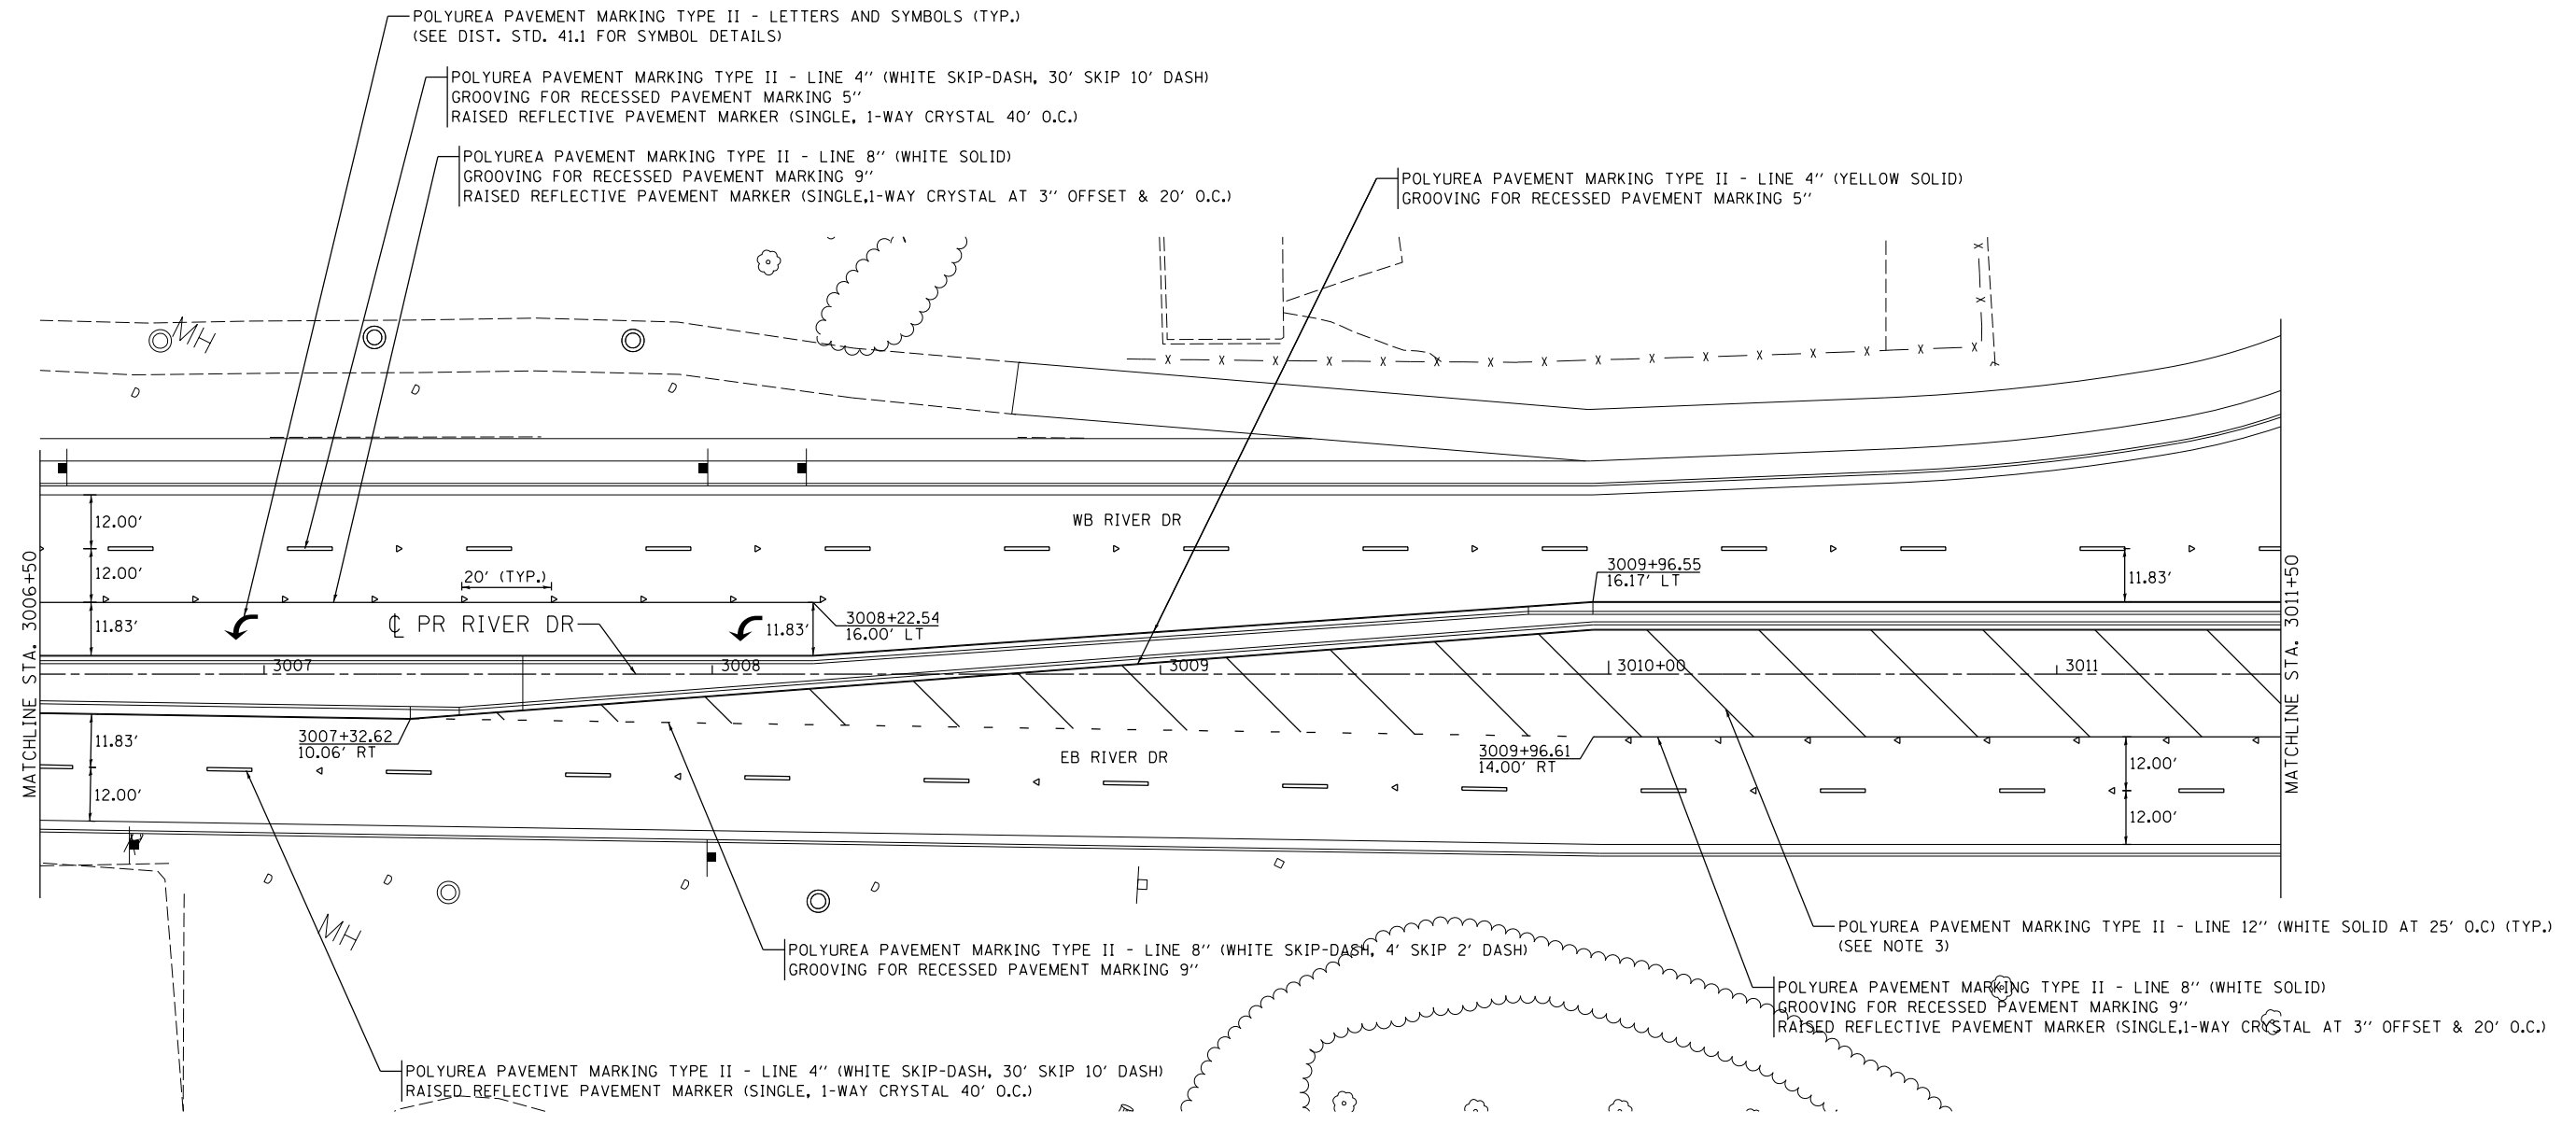 POLYUREA PAVEMENT MARKING TYPE II - LETTERS AND SYMBOLS (TYP.)
(SEE DIST. STD. 41.1 FOR SYMBOL DETAILS)
POLYUREA PAVEMENT MARKING TYPE II - LINE 4'' (WHITE SKIP-DASH, 30' SKIP 10' DASH)
GROOVING FOR RECESSED PAVEMENT MARKING 5''
RAISED REFLECTIVE PAVEMENT MARKER (SINGLE, 1-WAY CRYSTAL 40' O.C.)
POLYUREA PAVEMENT MARKING TYPE II - LINE 8'' (WHITE SOLID)
GROOVING FOR RECESSED PAVEMENT MARKING 9''
RAISED REFLECTIVE PAVEMENT MARKER (SINGLE,1-WAY CRYSTAL AT 3'' OFFSET & 20' O.C.)
POLYUREA PAVEMENT MARKING TYPE II - LINE 4'' (YELLOW SOLID)
GROOVING FOR RECESSED PAVEMENT MARKING 5''
MH
12.00'
WB RIVER DR
12.00'
20' (TYP.)
3009+96.55
16.17' LT
11.83'
11.83'
℄ PR RIVER DR
11.83'
3008+22.54
16.00' LT
MATCHLINE STA. 3006+50
MATCHLINE STA. 3011+50
3007
3008
3009
3010+00
3011
3007+32.62
10.06' RT
11.83'
EB RIVER DR
3009+96.61
14.00' RT
12.00'
12.00'
12.00'
MH
POLYUREA PAVEMENT MARKING TYPE II - LINE 12'' (WHITE SOLID AT 25' O.C) (TYP.)
(SEE NOTE 3)
POLYUREA PAVEMENT MARKING TYPE II - LINE 8'' (WHITE SKIP-DASH, 4' SKIP 2' DASH)
GROOVING FOR RECESSED PAVEMENT MARKING 9''
POLYUREA PAVEMENT MARKING TYPE II - LINE 8'' (WHITE SOLID)
GROOVING FOR RECESSED PAVEMENT MARKING 9''
RAISED REFLECTIVE PAVEMENT MARKER (SINGLE,1-WAY CRYSTAL AT 3'' OFFSET & 20' O.C.)
POLYUREA PAVEMENT MARKING TYPE II - LINE 4'' (WHITE SKIP-DASH, 30' SKIP 10' DASH)
RAISED REFLECTIVE PAVEMENT MARKER (SINGLE, 1-WAY CRYSTAL 40' O.C.)